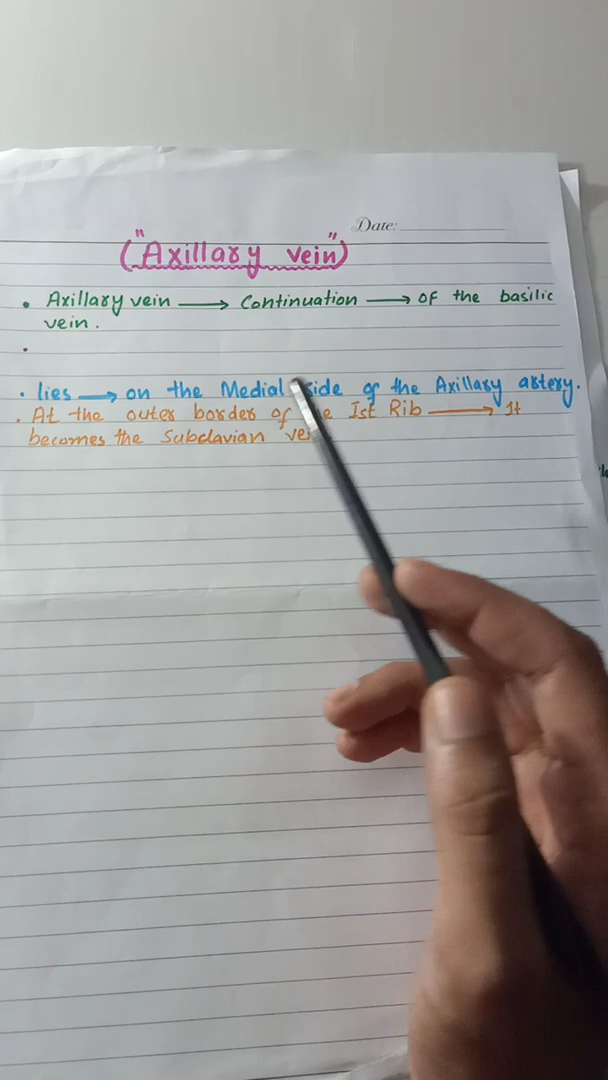 Date:
("Axillary vein")
• Axillary vein ⟶ Continuation ⟶ of the basilic
vein.
•
• lies ⟶ on the Medial side of the Axillary artery.
• At the outer border of the Ist Rib ⟶ It
becomes the Subclavian